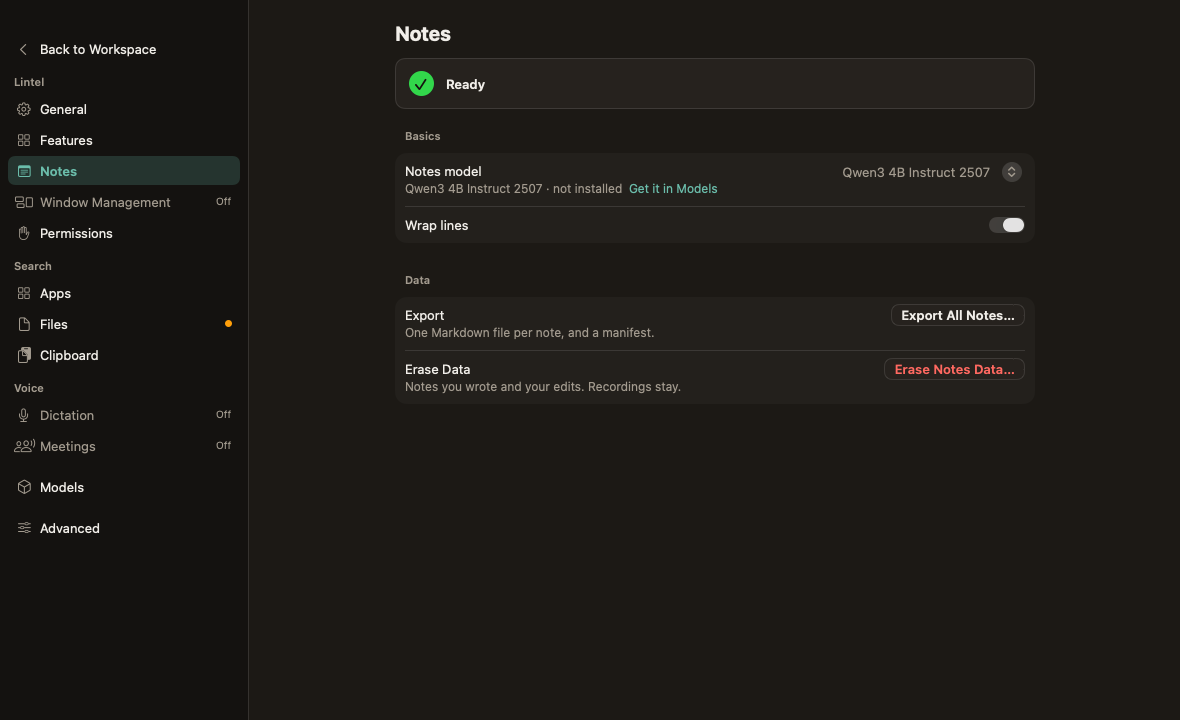 Back to Workspace
Lintel
General
Features
Notes
Window Management Off
Permissions
Search
Apps
Files
Clipboard
Voice
Dictation Off
Meetings Off
Models
Advanced
Notes
Ready
Basics
Notes model
Qwen3 4B Instruct 2507
Qwen3 4B Instruct 2507 · not installed Get it in Models
Wrap lines
Data
Export
Export All Notes...
One Markdown file per note, and a manifest.
Erase Data
Erase Notes Data...
Notes you wrote and your edits. Recordings stay.